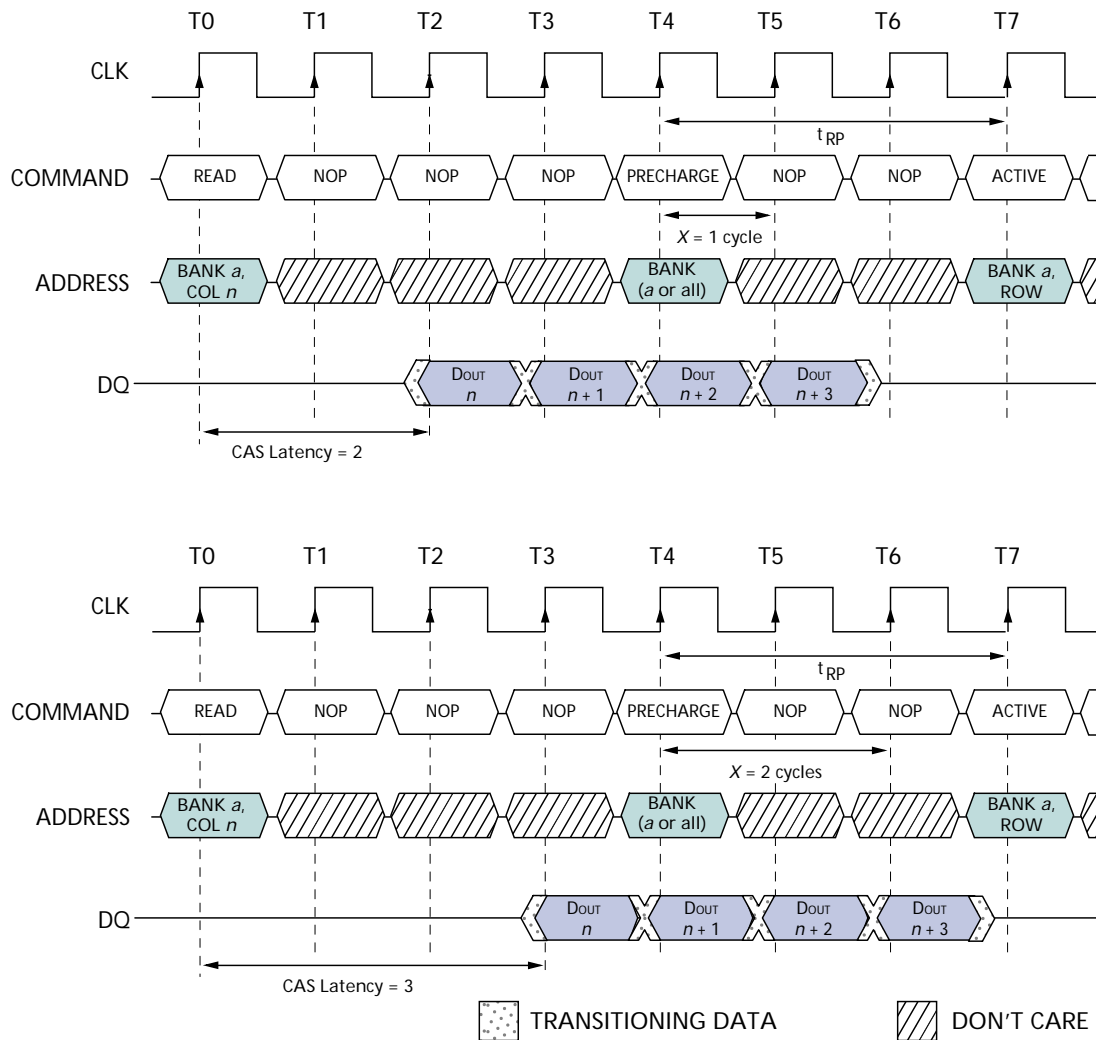 T0 T1 T2 T3 T4 T5 T6 T7
CLK
tRP
COMMAND READ NOP NOP NOP PRECHARGE NOP NOP ACTIVE
X = 1 cycle
ADDRESS BANK a, COL n BANK (a or all) BANK a, ROW
DQ DOUT n DOUT n + 1 DOUT n + 2 DOUT n + 3
CAS Latency = 2
T0 T1 T2 T3 T4 T5 T6 T7
CLK
tRP
COMMAND READ NOP NOP NOP PRECHARGE NOP NOP ACTIVE
X = 2 cycles
ADDRESS BANK a, COL n BANK (a or all) BANK a, ROW
DQ DOUT n DOUT n + 1 DOUT n + 2 DOUT n + 3
CAS Latency = 3
TRANSITIONING DATA DON'T CARE